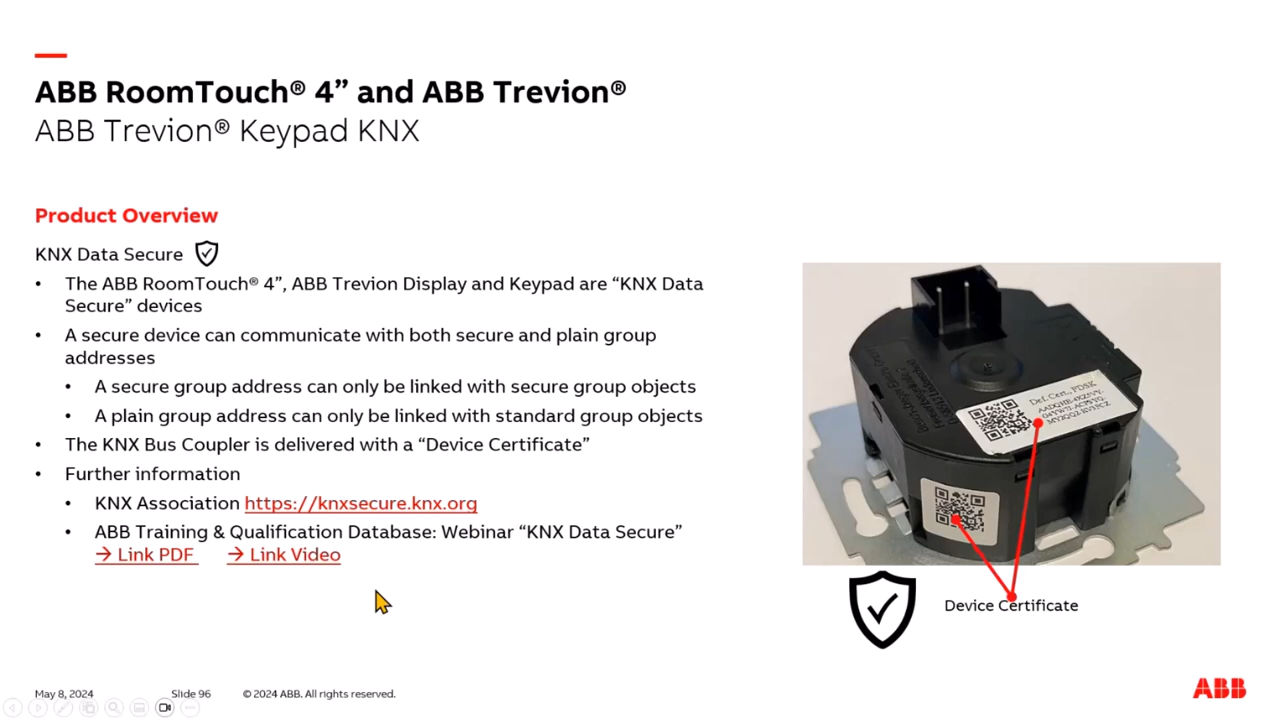 ABB RoomTouch® 4” and ABB Trevion®
ABB Trevion® Keypad KNX
Product Overview
KNX Data Secure
• The ABB RoomTouch® 4”, ABB Trevion Display and Keypad are “KNX Data
Secure” devices
• A secure device can communicate with both secure and plain group
addresses
• A secure group address can only be linked with secure group objects
• A plain group address can only be linked with standard group objects
• The KNX Bus Coupler is delivered with a “Device Certificate”
• Further information
• KNX Association https://knxsecure.knx.org
• ABB Training & Qualification Database: Webinar “KNX Data Secure”
→ Link PDF → Link Video
Def. Cert., FDSK
Device Certificate
May 8, 2024 Slide 96 © 2024 ABB. All rights reserved.
ABB